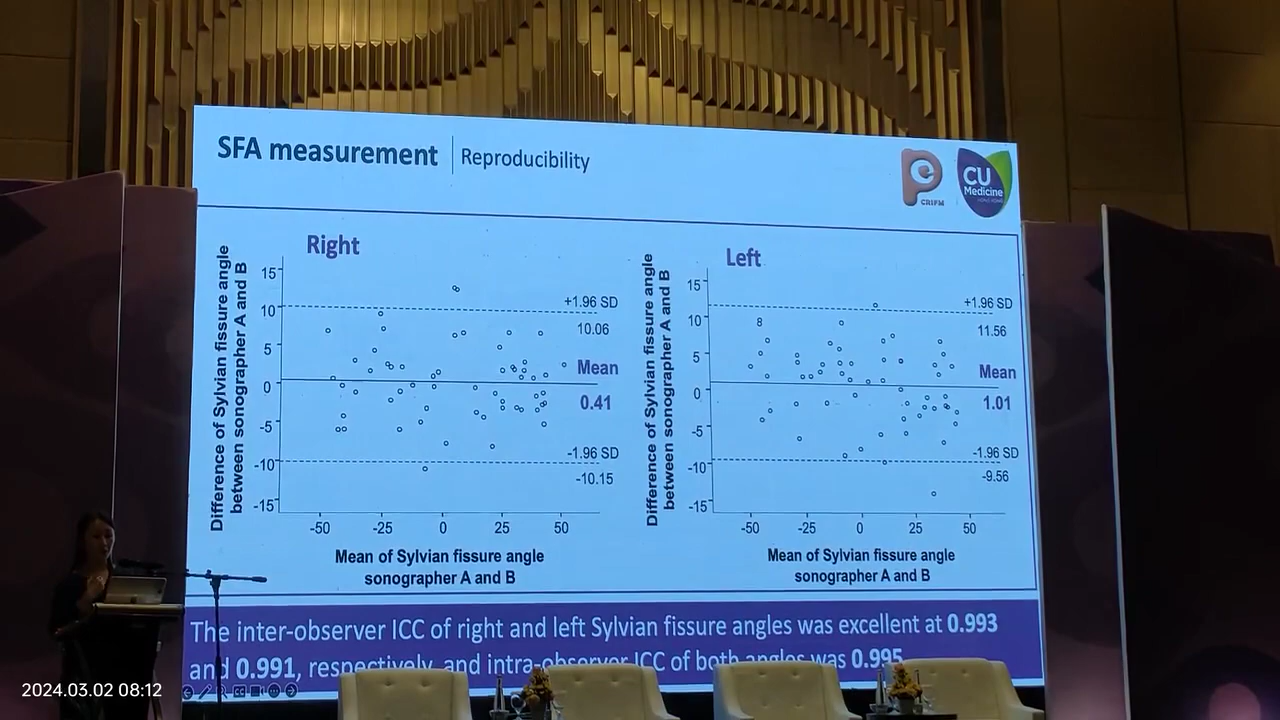 SFA measurement | Reproducibility
CRIFM
CU
Medicine
HONG KONG
Right
Difference of Sylvian fissure angle
between sonographer A and B
15
10
5
0
-5
-10
-15
+1.96 SD
10.06
Mean
0.41
-1.96 SD
-10.15
-50 -25 0 25 50
Mean of Sylvian fissure angle
sonographer A and B
Left
Difference of Sylvian fissure angle
between sonographer A and B
15
10
5
0
-5
-10
-15
+1.96 SD
11.56
Mean
1.01
-1.96 SD
-9.56
-50 -25 0 25 50
Mean of Sylvian fissure angle
sonographer A and B
The inter-observer ICC of right and left Sylvian fissure angles was excellent at 0.993
and 0.991, respectively, and intra-observer ICC of both angles was 0.995
2024.03.02 08:12